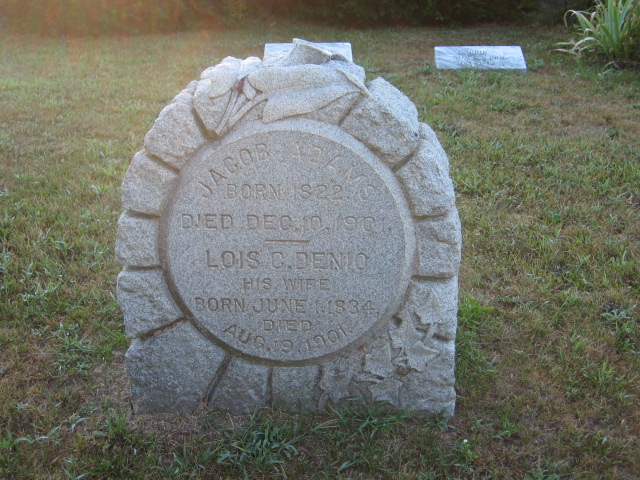 JACOB ADAMS
BORN 1822
DIED DEC. 10, 1901.
LOIS C. DENIO
HIS WIFE
BORN JUNE 1, 1834.
DIED
AUG. 19, 1901.